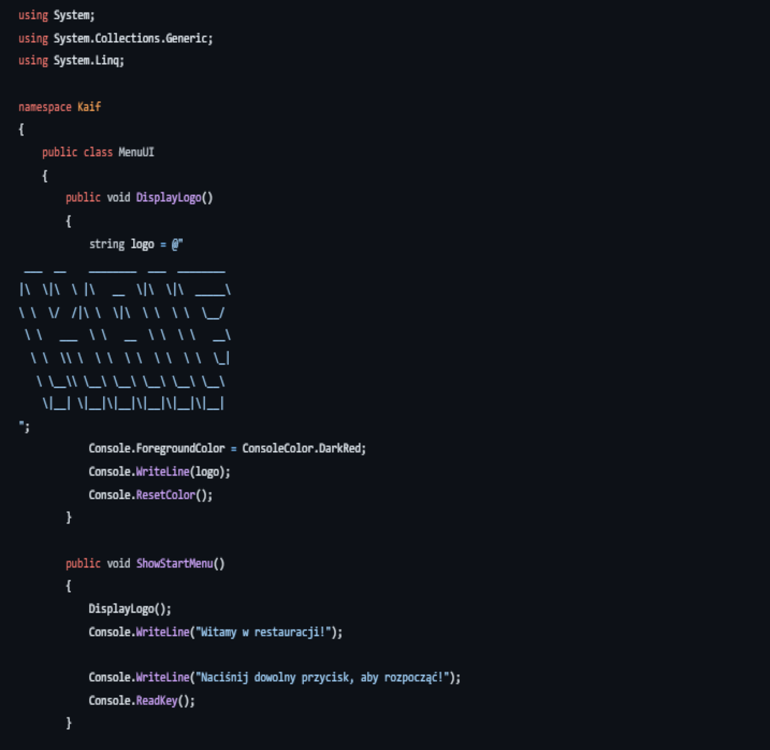 using System;
using System.Collections.Generic;
using System.Linq;

namespace Kaif
{
    public class MenuUI
    {
        public void DisplayLogo()
        {
            string logo = @"
 ___  __    ________  ___  ________
|\  \|\  \ |\   __  \|\  \|\  _____\
\ \  \/  /|\ \  \|\  \ \  \ \  \__/
 \ \   ___  \ \   __  \ \  \ \   __\
  \ \  \\ \  \ \  \ \  \ \  \ \  \_|
   \ \__\\ \__\ \__\ \__\ \__\ \__\
    \|__| \|__|\|__|\|__|\|__|\|__|
";
            Console.ForegroundColor = ConsoleColor.DarkRed;
            Console.WriteLine(logo);
            Console.ResetColor();
        }

        public void ShowStartMenu()
        {
            DisplayLogo();
            Console.WriteLine("Witamy w restauracji!");

            Console.WriteLine("Naciśnij dowolny przycisk, aby rozpocząć!");
            Console.ReadKey();
        }